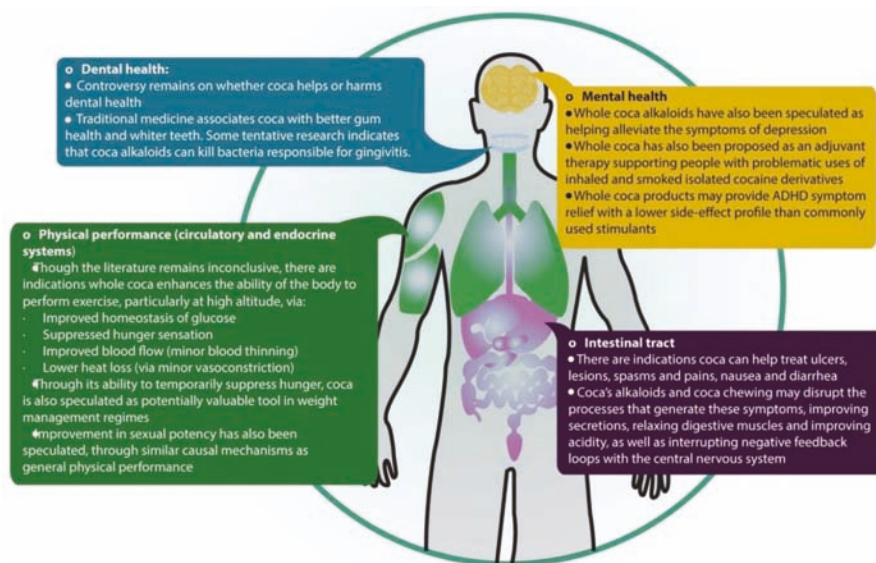 o Dental health:
● Controversy remains on whether coca helps or harms
dental health
● Traditional medicine associates coca with better gum
health and whiter teeth. Some tentative research indicates
that coca alkaloids can kill bacteria responsible for gingivitis.
o Mental health
●Whole coca alkaloids have also been speculated as
helping alleviate the symptoms of depression
●Whole coca has also been proposed as an adjuvant
therapy supporting people with problematic uses of
inhaled and smoked isolated cocaine derivatives
●Whole coca products may provide ADHD symptom
relief with a lower side-effect profile than commonly
used stimulants
o Physical performance (circulatory and endocrine
systems)
●Though the literature remains inconclusive, there are
indications whole coca enhances the ability of the body to
perform exercise, particularly at high altitude, via:
· Improved homeostasis of glucose
· Suppressed hunger sensation
· Improved blood flow (minor blood thinning)
· Lower heat loss (via minor vasoconstriction)
●Through its ability to temporarily suppress hunger, coca
is also speculated as potentially valuable tool in weight
management regimes
●Improvement in sexual potency has also been
speculated, through similar causal mechanisms as
general physical performance
o Intestinal tract
●There are indications coca can help treat ulcers,
lesions, spasms and pains, nausea and diarrhea
●Coca's alkaloids and coca chewing may disrupt the
processes that generate these symptoms, improving
secretions, relaxing digestive muscles and improving
acidity, as well as interrupting negative feedback
loops with the central nervous system